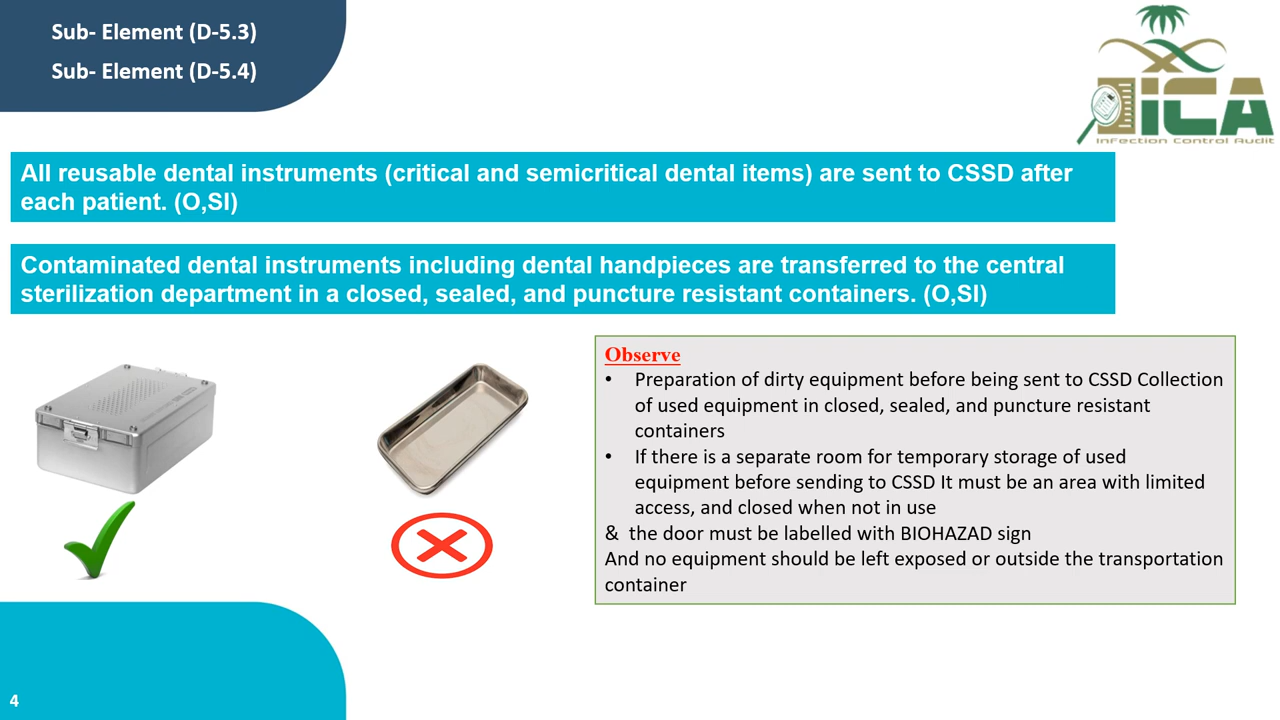 Sub- Element (D-5.3)
Sub- Element (D-5.4)
iCA
Infection Control Audit
All reusable dental instruments (critical and semicritical dental items) are sent to CSSD after
each patient. (O,SI)
Contaminated dental instruments including dental handpieces are transferred to the central
sterilization department in a closed, sealed, and puncture resistant containers. (O,SI)
Observe
• Preparation of dirty equipment before being sent to CSSD Collection
of used equipment in closed, sealed, and puncture resistant
containers
• If there is a separate room for temporary storage of used
equipment before sending to CSSD It must be an area with limited
access, and closed when not in use
& the door must be labelled with BIOHAZAD sign
And no equipment should be left exposed or outside the transportation
container
4